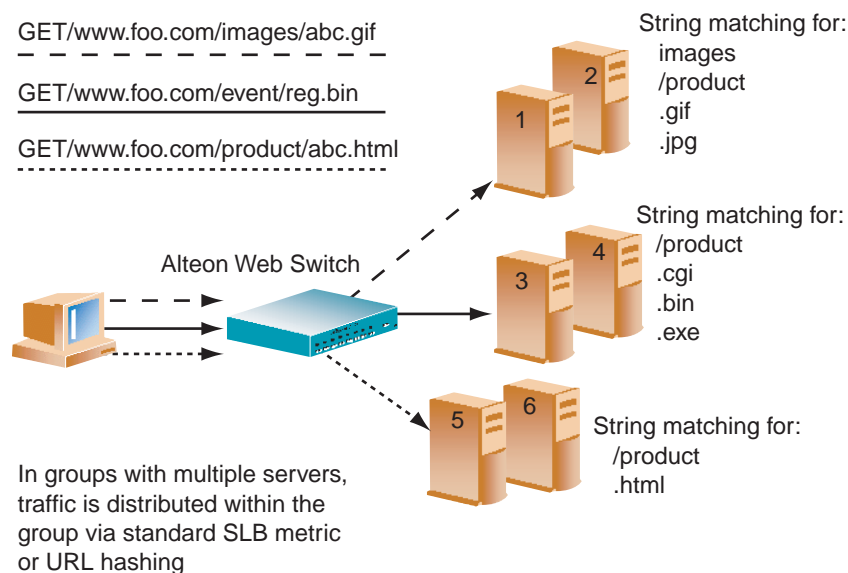 GET/www.foo.com/images/abc.gif
GET/www.foo.com/event/reg.bin
GET/www.foo.com/product/abc.html
String matching for:
images
/product
.gif
.jpg
1
2
Alteon Web Switch
String matching for:
/product
.cgi
.bin
.exe
3
4
5
6
String matching for:
/product
.html
In groups with multiple servers,
traffic is distributed within the
group via standard SLB metric
or URL hashing